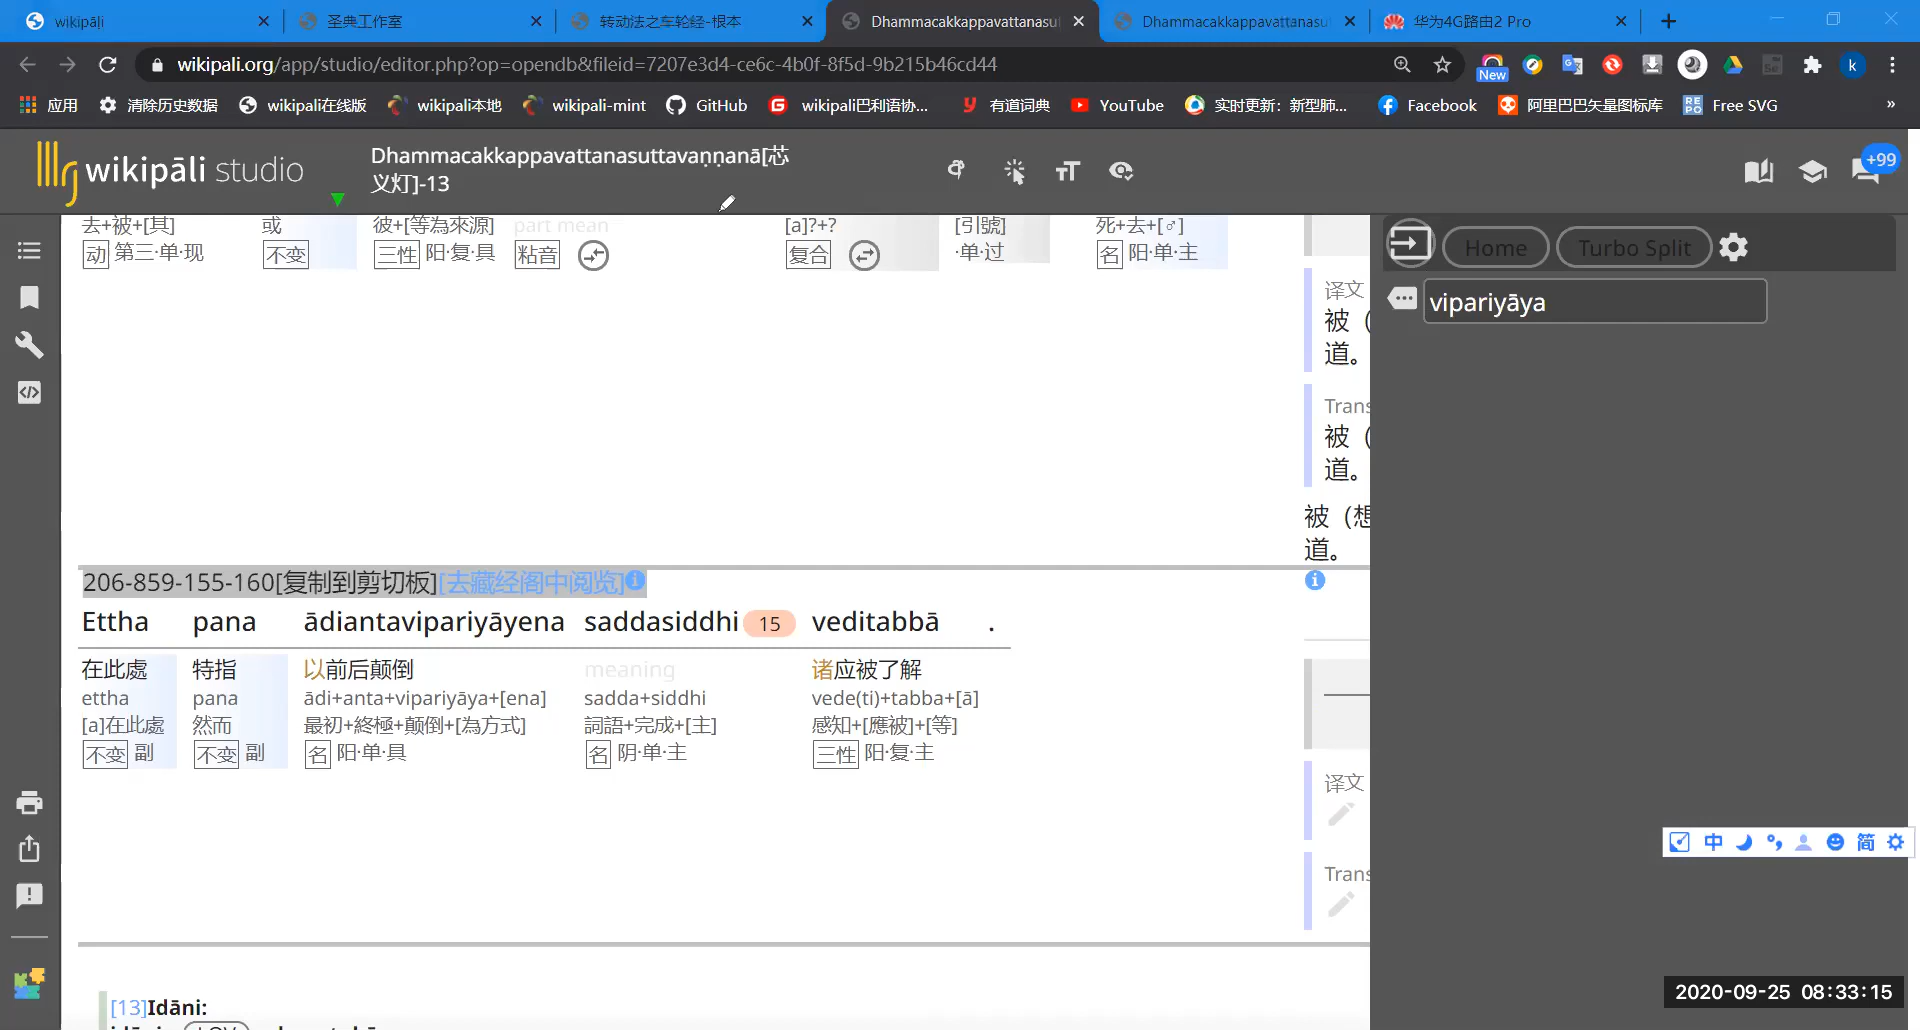 wikipāḷi
圣典工作室
转动法之车轮经-根本
Dhammacakkappavattanasu
Dhammacakkappavattanasu
华为4G路由2 Pro
wikipali.org/app/studio/editor.php?op=opendb&fileid=7207e3d4-ce6c-4b0f-8f5d-9b215b46cd44
New
k
应用
清除历史数据
wikipali在线版
wikipali本地
wikipali-mint
GitHub
wikipali巴利语协...
有道词典
YouTube
实时更新：新型肺...
Facebook
阿里巴巴矢量图标库
Free SVG
»
wikipāli studio
Dhammacakkappavattanasuttavaṇṇanā[芯
义灯]-13
+99
去+被+[其] 或 彼+[等為來源] part mean [a]?+? [引號] 死+去+[♂]
动 第三·单·现 不变 三性 阳·复·具 粘音 复合 ·单·过 名 阳·单·主
Home
Turbo Split
vipariyāya
译文
被（
道。
Trans
被（
道。
被（想
道。
206-859-155-160[复制到剪切板][去藏经阁中阅览]
Ettha pana ādiantavipariyāyena saddasiddhi 15 veditabbā .
在此處 特指 以前后颠倒 meaning 诸应被了解
ettha pana ādi+anta+vipariyāya+[ena] sadda+siddhi vede(ti)+tabba+[ā]
[a]在此處 然而 最初+終極+颠倒+[為方式] 詞語+完成+[主] 感知+[應被]+[等]
不变 副 不变 副 名 阳·单·具 名 阴·单·主 三性 阳·复·主
译文
Trans
中
简
[13]Idāni:
2020-09-25 08:33:15